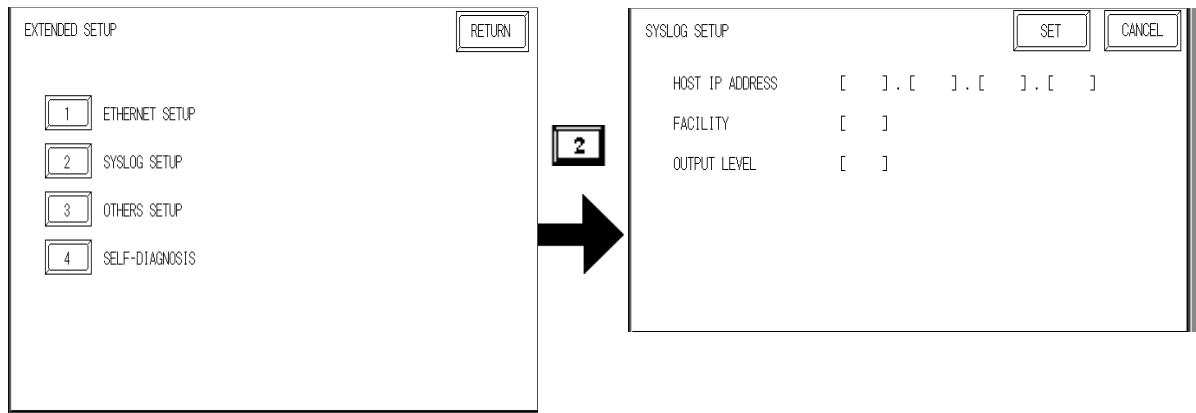 EXTENDED SETUP
RETURN
1 ETHERNET SETUP
2 SYSLOG SETUP
3 OTHERS SETUP
4 SELF-DIAGNOSIS
2
SYSLOG SETUP
SET
CANCEL
HOST IP ADDRESS [ ].[ ].[ ].[ ]
FACILITY [ ]
OUTPUT LEVEL [ ]